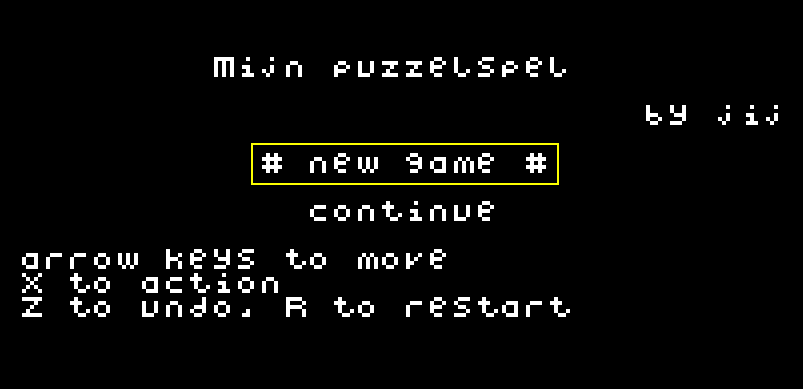 Mijn puzzelspel
by jij
# new game #
continue
arrow keys to move
X to action
Z to undo, R to restart